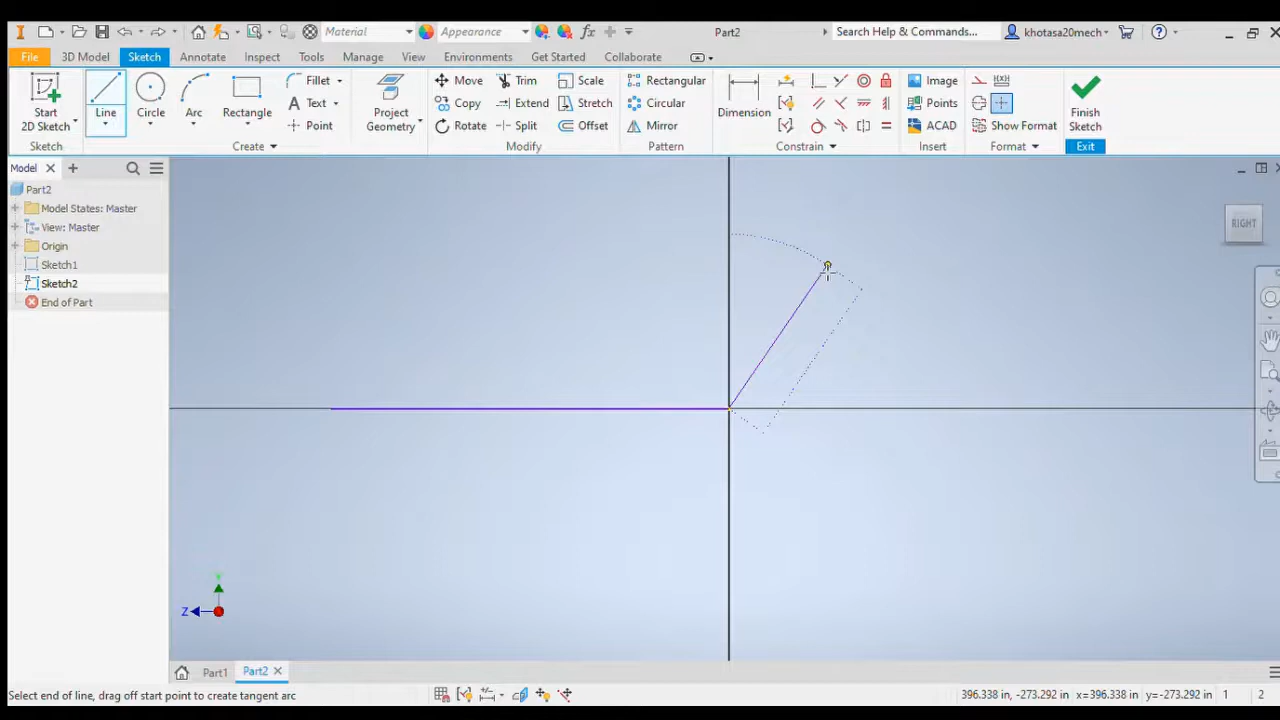 Material
Appearance
fx
Part2
Search Help & Commands...
khotasa20mech
File
3D Model
Sketch
Annotate
Inspect
Tools
Manage
View
Environments
Get Started
Collaborate
Start
2D Sketch
Line
Circle
Arc
Rectangle
Fillet
Text
Point
Project
Geometry
Move
Copy
Rotate
Trim
Extend
Split
Scale
Stretch
Offset
Rectangular
Circular
Mirror
Dimension
Image
Points
ACAD
Show Format
Finish
Sketch
Sketch
Create
Modify
Pattern
Constrain
Insert
Format
Exit
Model
Part2
Model States: Master
View: Master
Origin
Sketch1
Sketch2
End of Part
RIGHT
Y
Z
Part1
Part2
Select end of line, drag off start point to create tangent arc
396.338 in, -273.292 in
x=396.338 in
y=-273.292 in
1
2